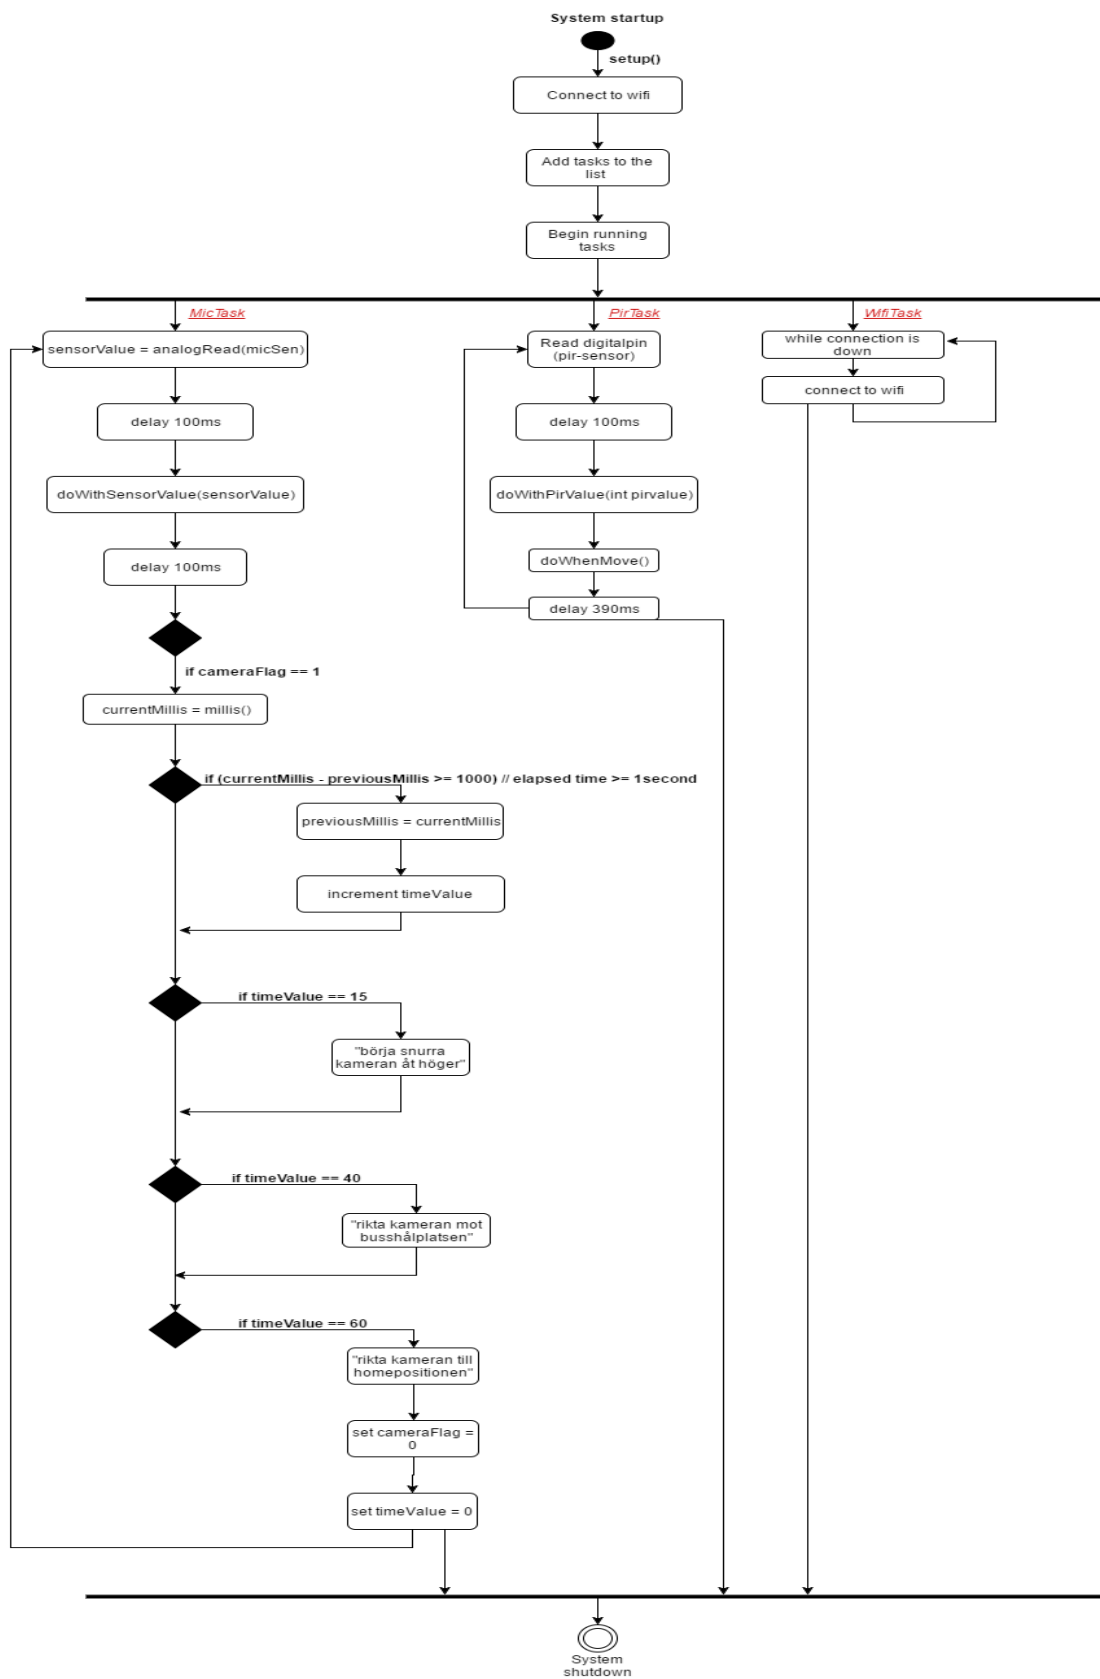 System startup
setup()
Connect to wifi
Add tasks to the
list
Begin running
tasks
MicTask
sensorValue = analogRead(micSen)
delay 100ms
doWithSensorValue(sensorValue)
delay 100ms
if cameraFlag == 1
currentMillis = millis()
if (currentMillis - previousMillis >= 1000) // elapsed time >= 1second
previousMillis = currentMillis
increment timeValue
if timeValue == 15
"börja snurra
kameran åt höger"
if timeValue == 40
"rikta kameran mot
busshålplatsen"
if timeValue == 60
"rikta kameran till
homepositionen"
set cameraFlag =
0
set timeValue = 0
PirTask
Read digitalpin
(pir-sensor)
delay 100ms
doWithPirValue(int pirvalue)
doWhenMove()
delay 390ms
WifiTask
while connection is
down
connect to wifi
System
shutdown